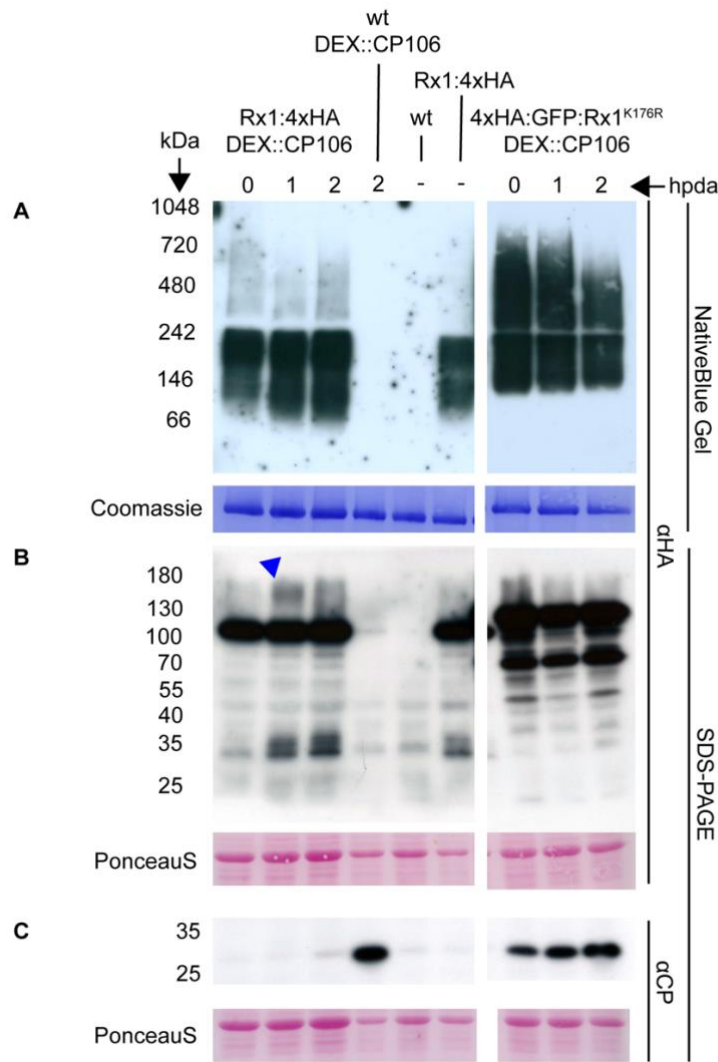 wt
DEX::CP106
Rx1:4xHA
Rx1:4xHA wt 4xHA:GFP:Rx1K176R
kDa DEX::CP106 DEX::CP106
0 1 2 2 - - 0 1 2 hpda
A
1048
720
480
242
146
66
NativeBlue Gel
Coomassie
αHA
B
180
130
100
70
55
40
35
25
SDS-PAGE
PonceauS
C
35
25
αCP
PonceauS